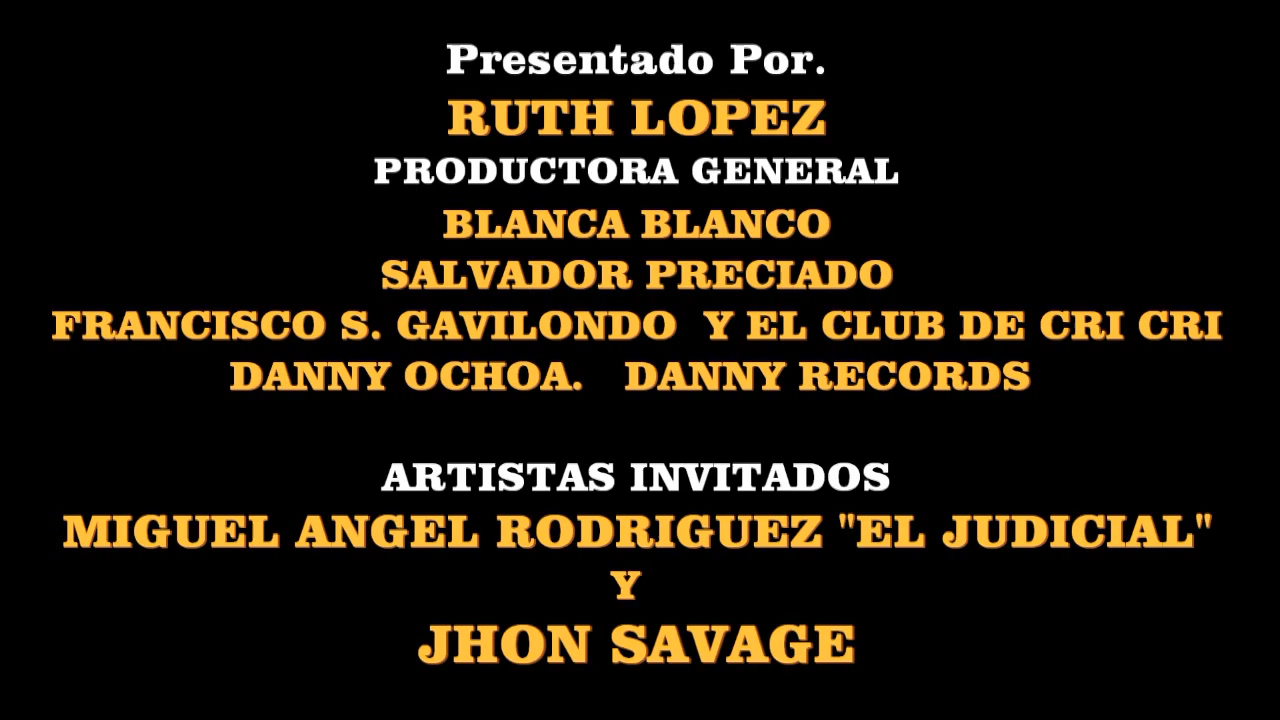 Presentado Por.
RUTH LOPEZ
PRODUCTORA GENERAL
BLANCA BLANCO
SALVADOR PRECIADO
FRANCISCO S. GAVILONDO Y EL CLUB DE CRI CRI
DANNY OCHOA. DANNY RECORDS
ARTISTAS INVITADOS
MIGUEL ANGEL RODRIGUEZ "EL JUDICIAL"
Y
JHON SAVAGE